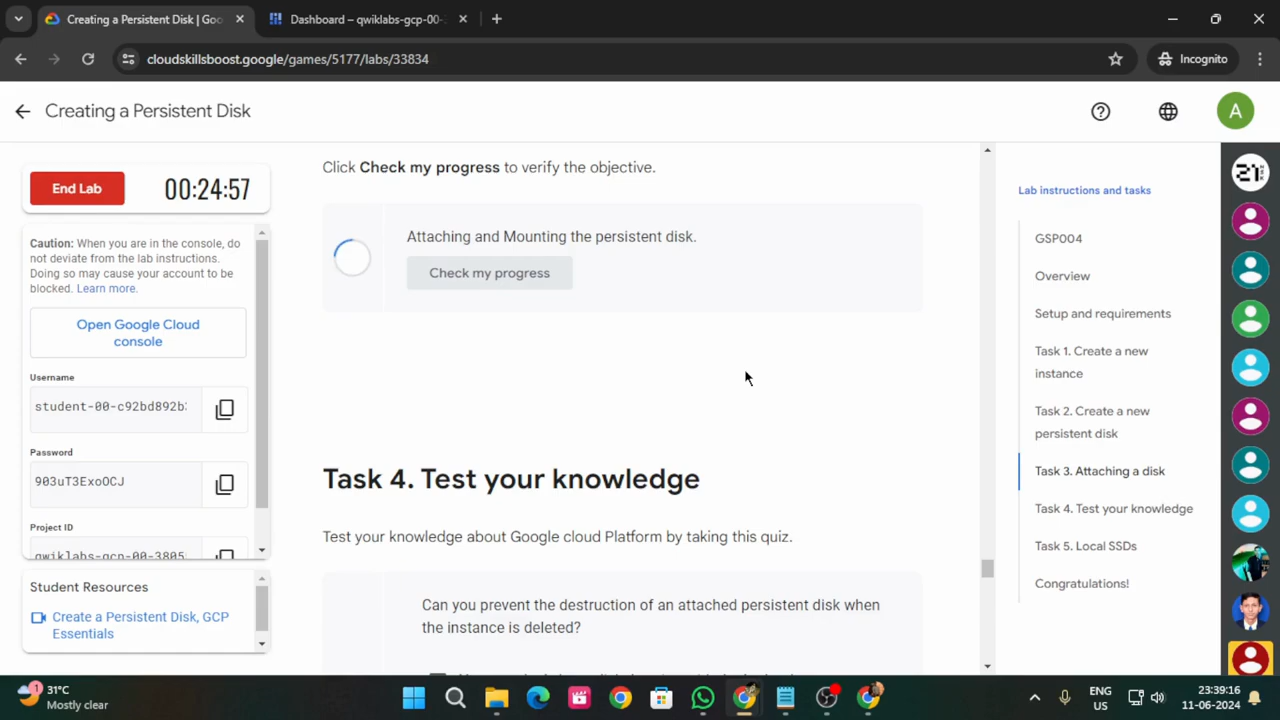 Creating a Persistent Disk | Goo
Dashboard – qwiklabs-gcp-00-
cloudskillsboost.google/games/5177/labs/33834
Incognito
Creating a Persistent Disk
A
End Lab
00:24:57
Caution: When you are in the console, do
not deviate from the lab instructions.
Doing so may cause your account to be
blocked. Learn more.
Open Google Cloud
console
Username
student-00-c92bd892b
Password
903uT3ExoOCJ
Project ID
qwiklabs-gcp-00-3805
Student Resources
Create a Persistent Disk, GCP
Essentials
Click Check my progress to verify the objective.
Attaching and Mounting the persistent disk.
Check my progress
Task 4. Test your knowledge
Test your knowledge about Google cloud Platform by taking this quiz.
Can you prevent the destruction of an attached persistent disk when
the instance is deleted?
Lab instructions and tasks
GSP004
Overview
Setup and requirements
Task 1. Create a new
instance
Task 2. Create a new
persistent disk
Task 3. Attaching a disk
Task 4. Test your knowledge
Task 5. Local SSDs
Congratulations!
1
31°C
Mostly clear
ENG
US
23:39:16
11-06-2024